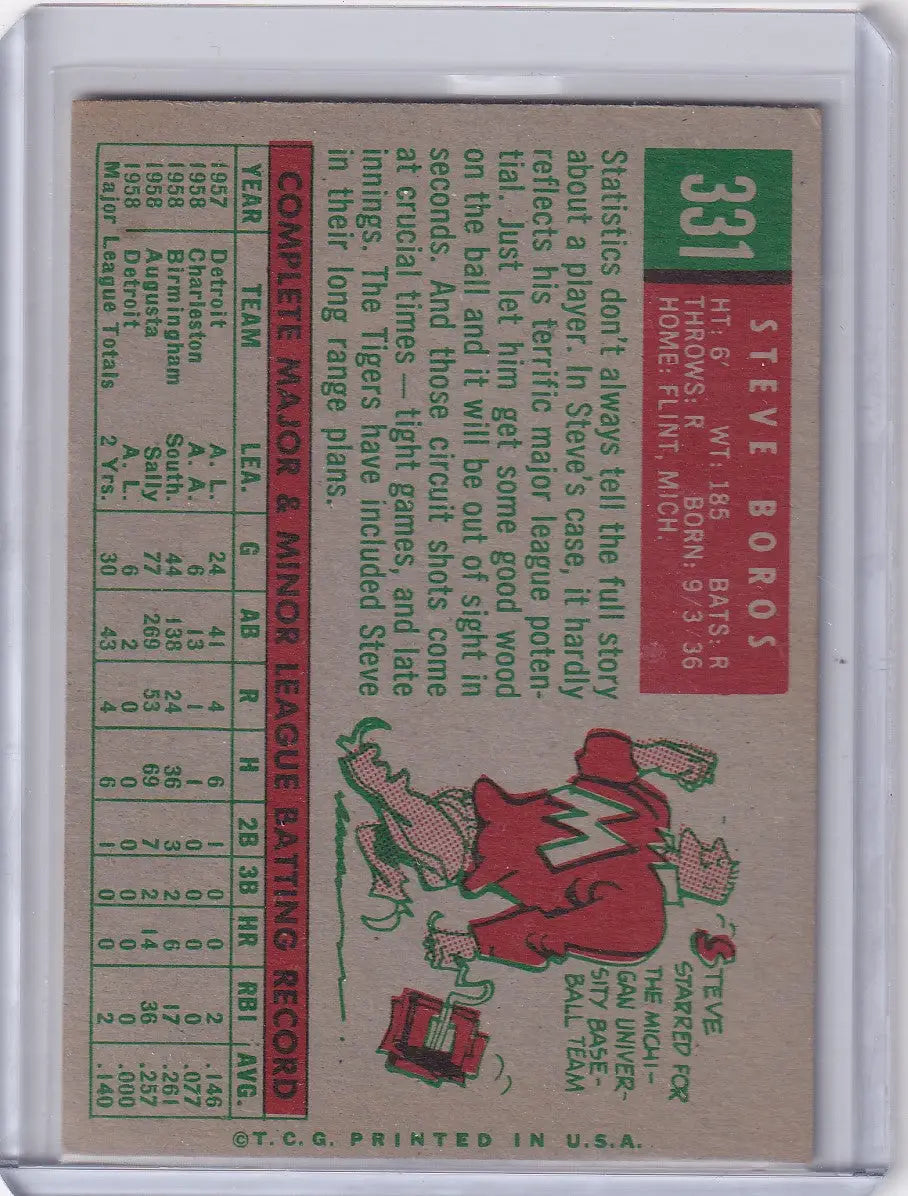 331
STEVE BOROS
HT: 6' WT: 185 BATS: R
THROWS: R BORN: 9/3/36
HOME: FLINT, MICH.
Statistics don't always tell the full story
about a player. In Steve's case, it hardly
reflects his terrific major league poten-
tial. Just let him get some good wood
on the ball and it will be out of sight in
seconds. And those circuit shots come
at crucial times—tight games, and late
innings. The Tigers have included Steve
in their long range plans.
STEVE
STARRED FOR
THE MICHI-
GAN UNIVER-
SITY BASE-
BALL TEAM
M
COMPLETE MAJOR & MINOR LEAGUE BATTING RECORD
YEAR TEAM LEA. G AB R H 2B 3B HR RBI AVG.
1957 Detroit A. L. 24 41 4 6 1 0 0 2 .146
1958 Charleston A. A. 6 13 1 1 0 0 0 0 .077
1958 Birmingham South. 44 138 24 36 3 2 6 17 .261
1958 Augusta Sally 77 269 53 69 7 2 14 36 .257
1958 Detroit A. L. 6 2 0 0 0 0 0 0 .000
Major League Totals 2 Yrs. 30 43 4 6 1 0 0 2 .140
©T. C. G. PRINTED IN U.S.A.